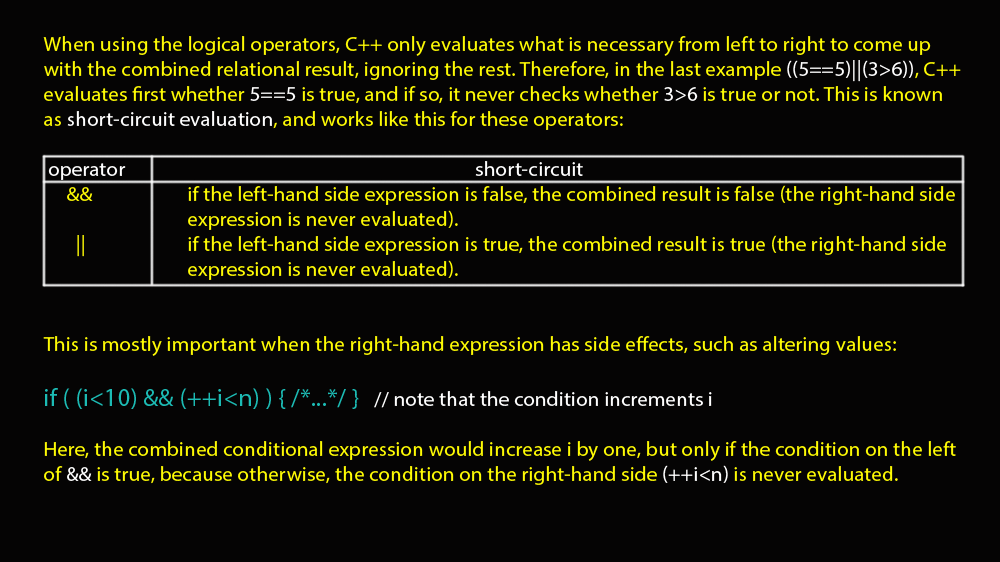 When using the logical operators, C++ only evaluates what is necessary from left to right to come up
with the combined relational result, ignoring the rest. Therefore, in the last example ((5==5)||(3>6)), C++
evaluates first whether 5==5 is true, and if so, it never checks whether 3>6 is true or not. This is known
as short-circuit evaluation, and works like this for these operators:
operator short-circuit
&& if the left-hand side expression is false, the combined result is false (the right-hand side
expression is never evaluated).
|| if the left-hand side expression is true, the combined result is true (the right-hand side
expression is never evaluated).
This is mostly important when the right-hand expression has side effects, such as altering values:
if ( (i<10) && (++i<n) ) { /*...*/ } // note that the condition increments i
Here, the combined conditional expression would increase i by one, but only if the condition on the left
of && is true, because otherwise, the condition on the right-hand side (++i<n) is never evaluated.